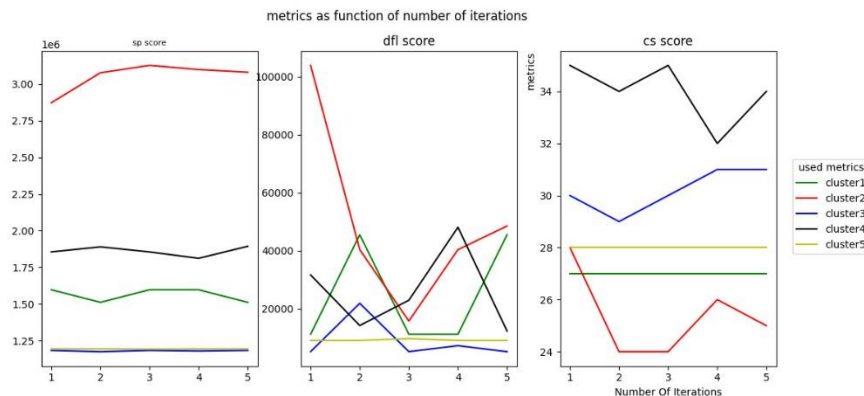 metrics as function of number of iterations
sp score
dfl score
cs score
1e6
3.00
2.75
2.50
2.25
2.00
1.75
1.50
1.25
1 2 3 4 5
100000
80000
60000
40000
20000
1 2 3 4 5
metrics
34
32
30
28
26
24
1 2 3 4 5
Number Of Iterations
used metrics
cluster1
cluster2
cluster3
cluster4
cluster5